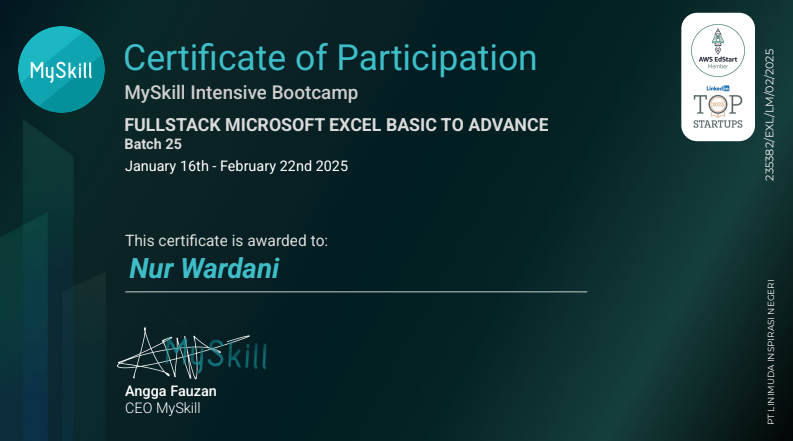 MySkill
Certificate of Participation
MySkill Intensive Bootcamp
FULLSTACK MICROSOFT EXCEL BASIC TO ADVANCE
Batch 25
January 16th - February 22nd 2025
This certificate is awarded to:
Nur Wardani
MySkill
Angga Fauzan
CEO MySkill
AWS EdStart
Member
LinkedIn
TOP
STARTUPS
235382/EXL/LM/02/2025
PT LINIMUDA INSPIRASI NEGERI